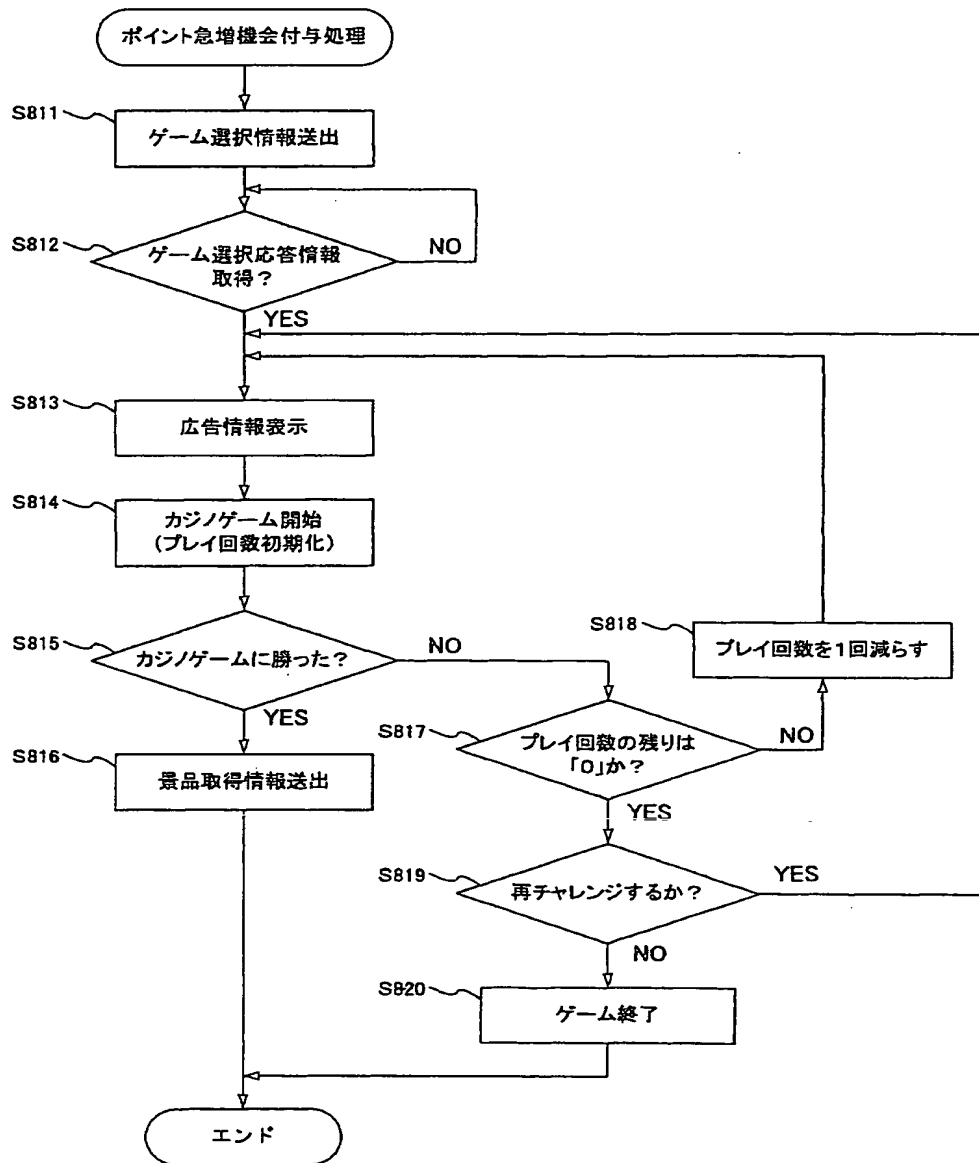 ポイント急増機会付与処理
S811
ゲーム選択情報送出
S812
ゲーム選択応答情報
取得？
NO
YES
S813
広告情報表示
S814
カジノゲーム開始
（プレイ回数初期化）
S815
カジノゲームに勝った？
NO
YES
S816
景品取得情報送出
S817
プレイ回数の残りは
「0」か？
NO
YES
S818
プレイ回数を1回減らす
S819
再チャレンジするか？
YES
NO
S820
ゲーム終了
エンド